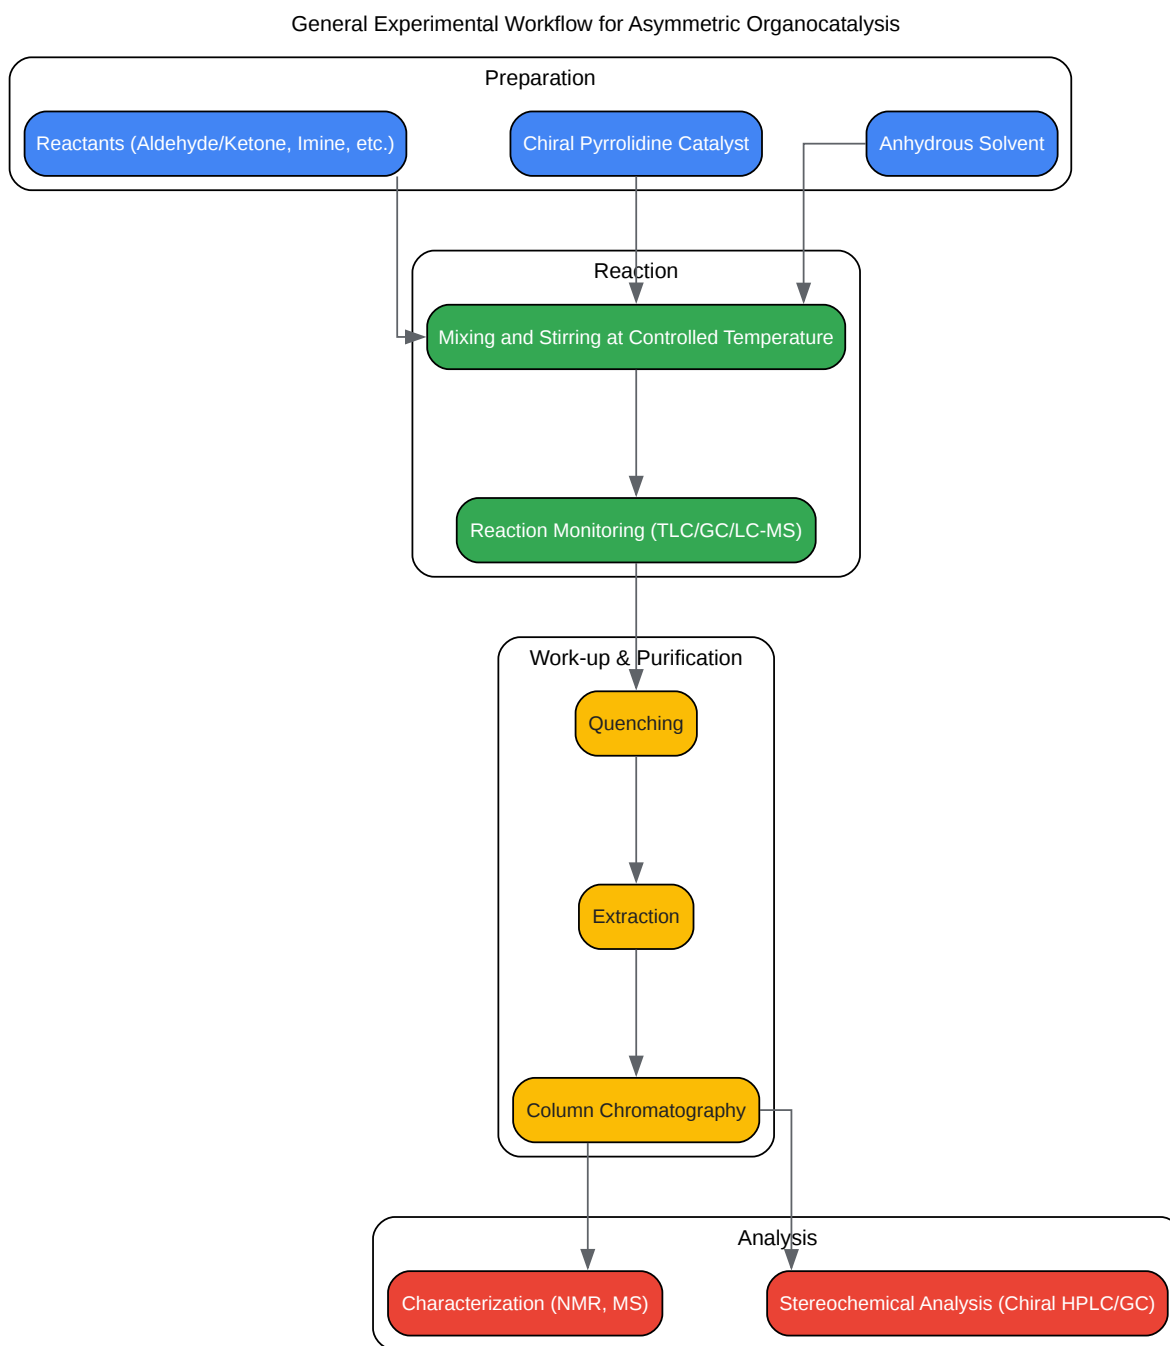 General Experimental Workflow for Asymmetric Organocatalysis
Preparation
Reactants (Aldehyde/Ketone, Imine, etc.)
Chiral Pyrrolidine Catalyst
Anhydrous Solvent
Reaction
Mixing and Stirring at Controlled Temperature
Reaction Monitoring (TLC/GC/LC-MS)
Work-up & Purification
Quenching
Extraction
Column Chromatography
Analysis
Characterization (NMR, MS)
Stereochemical Analysis (Chiral HPLC/GC)